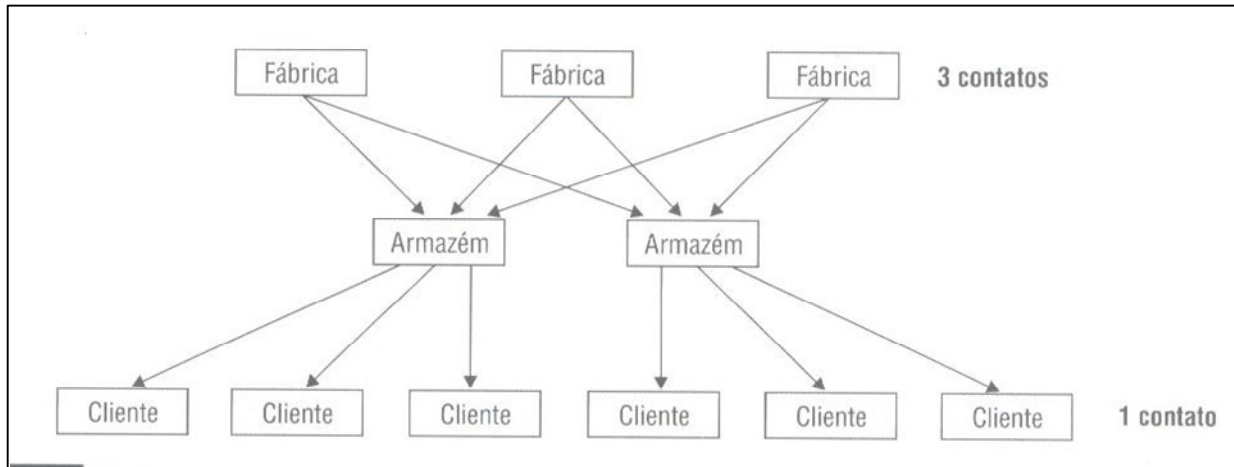 Fábrica Fábrica Fábrica 3 contatos
Armazém Armazém
Cliente Cliente Cliente Cliente Cliente Cliente 1 contato